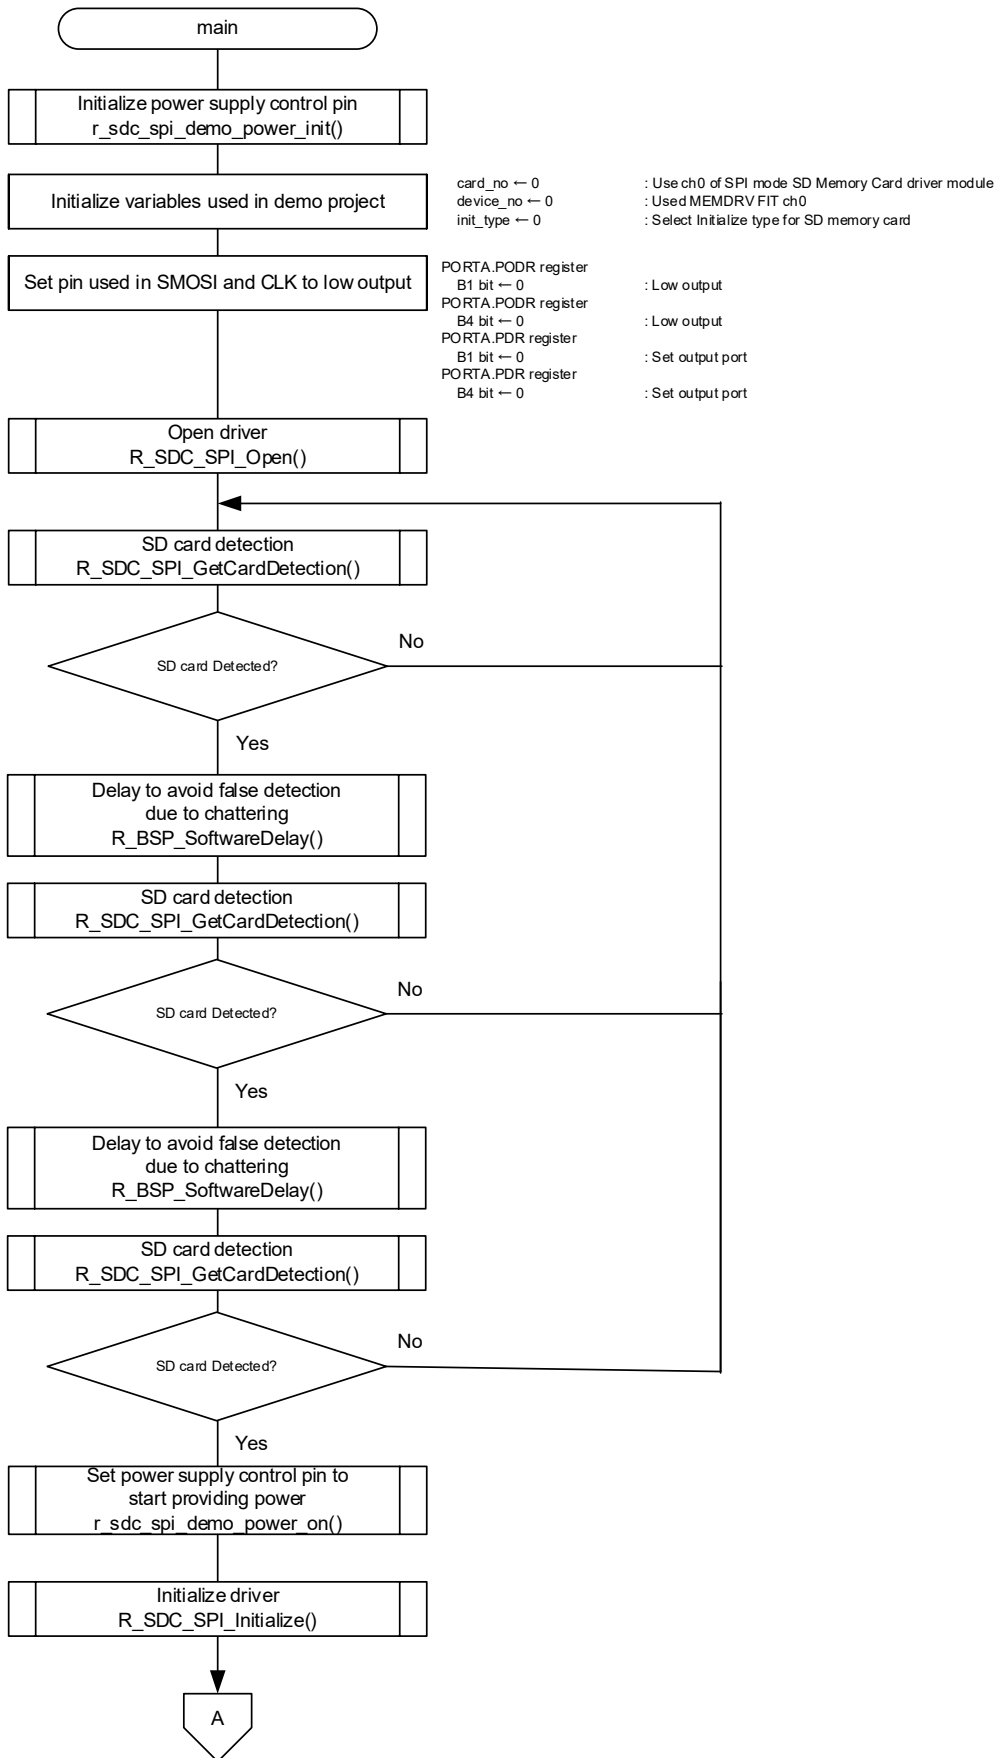 main
Initialize power supply control pin
r_sdc_spi_demo_power_init()
Initialize variables used in demo project
card_no ← 0 : Use ch0 of SPI mode SD Memory Card driver module
device_no ← 0 : Used MEMDRV FIT ch0
init_type ← 0 : Select Initialize type for SD memory card
Set pin used in SMOSI and CLK to low output
PORTA.PODR register
B1 bit ← 0 : Low output
PORTA.PODR register
B4 bit ← 0 : Low output
PORTA.PDR register
B1 bit ← 0 : Set output port
PORTA.PDR register
B4 bit ← 0 : Set output port
Open driver
R_SDC_SPI_Open()
SD card detection
R_SDC_SPI_GetCardDetection()
No
SD card Detected?
Yes
Delay to avoid false detection
due to chattering
R_BSP_SoftwareDelay()
SD card detection
R_SDC_SPI_GetCardDetection()
No
SD card Detected?
Yes
Delay to avoid false detection
due to chattering
R_BSP_SoftwareDelay()
SD card detection
R_SDC_SPI_GetCardDetection()
No
SD card Detected?
Yes
Set power supply control pin to
start providing power
r_sdc_spi_demo_power_on()
Initialize driver
R_SDC_SPI_Initialize()
A